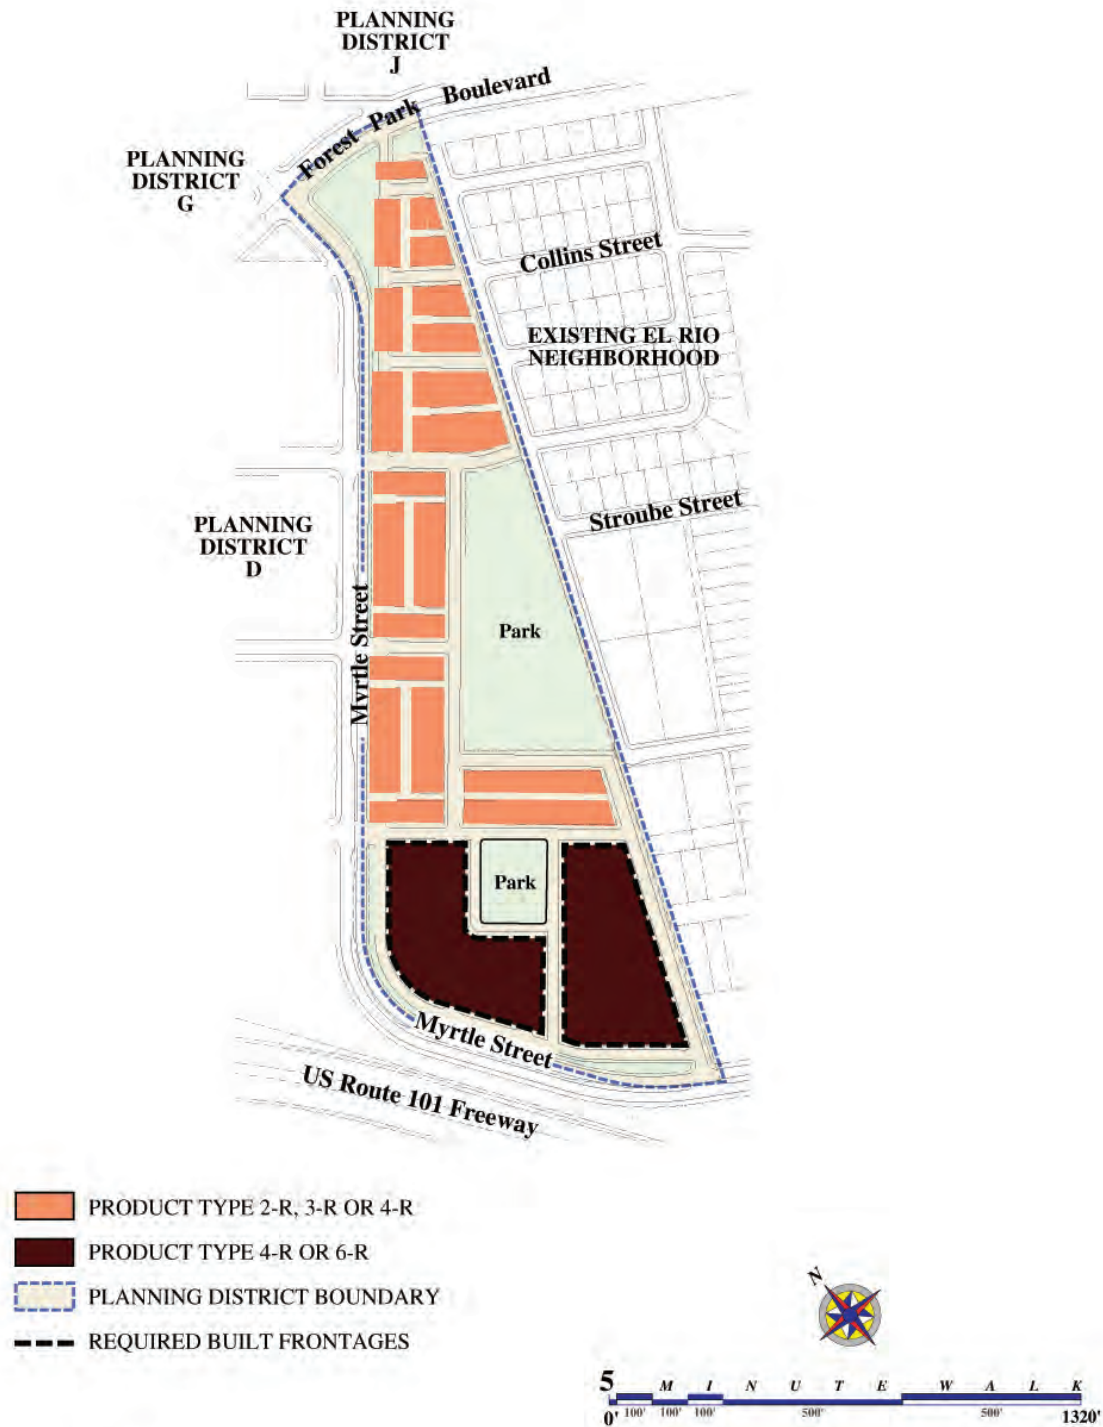 PLANNING
DISTRICT
J
Forest Park Boulevard
PLANNING
DISTRICT
G
Collins Street
EXISTING EL RIO
NEIGHBORHOOD
Stroube Street
PLANNING
DISTRICT
D
Myrtle Street
Park
Park
Myrtle Street
US Route 101 Freeway
PRODUCT TYPE 2-R, 3-R OR 4-R
PRODUCT TYPE 4-R OR 6-R
PLANNING DISTRICT BOUNDARY
REQUIRED BUILT FRONTAGES
N
5 MINUTE WALK
0' 100' 100' 100' 500' 500' 1320'